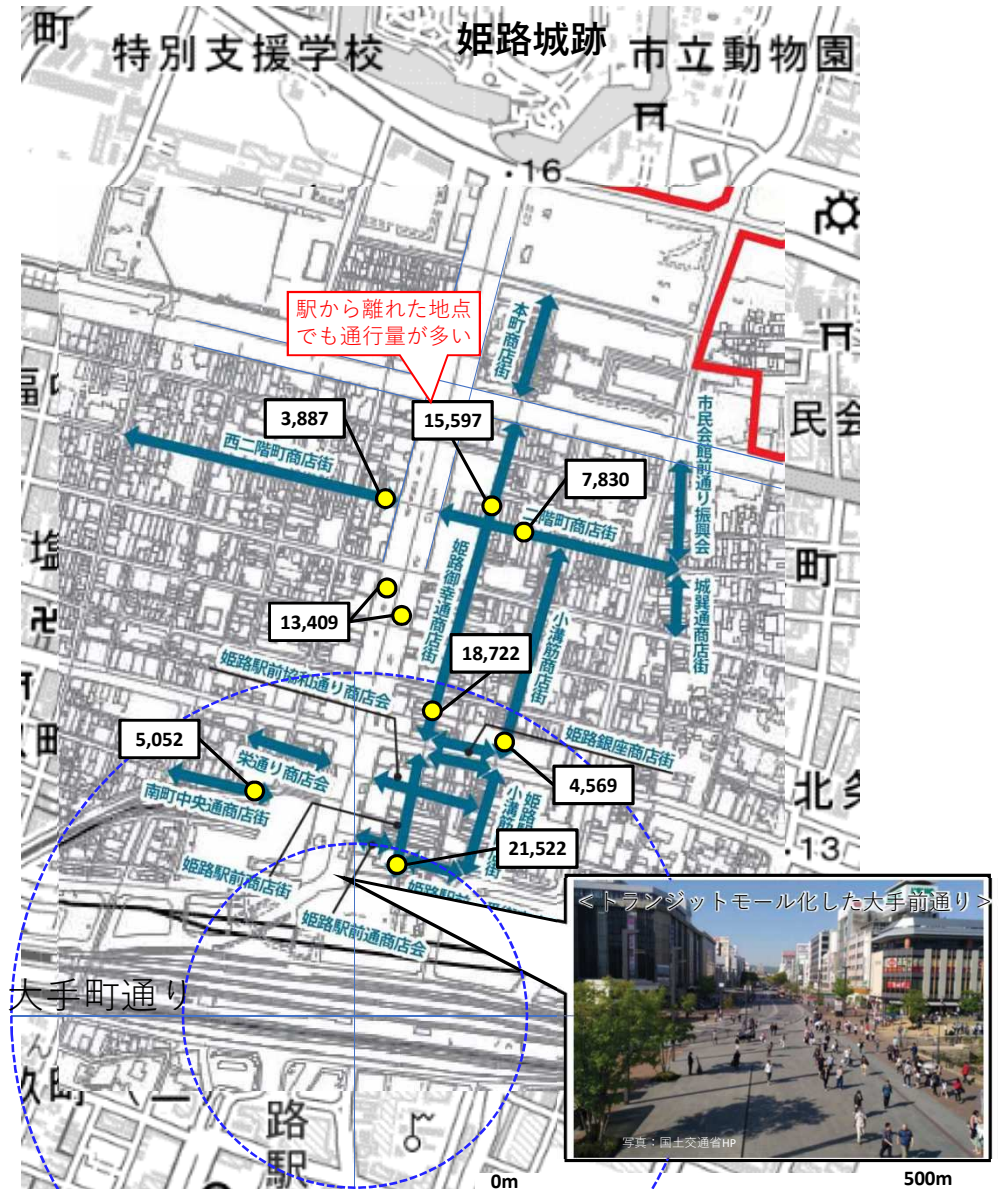 町
特別支援学校
姫路城跡
市立動物園
·16
駅から離れた地点
でも通行量が多い
本町商店街
民会
3,887
15,597
市民会館前通り振興会
西二階町商店街
7,830
二階町商店街
塩
町
姫路御幸通商店街
城巽通商店街
13,409
小溝筋商店街
18,722
姫路駅前協和通り商店会
町
5,052
姫路銀座商店街
栄通り商店会
4,569
南町中央通商店街
北条
·13
21,522
姫路駅前商店街
姫路駅前通商店会
<トランジットモール化した大手前通り>
大手町通り
写真：国土交通省HP
路
駅
0m
500m